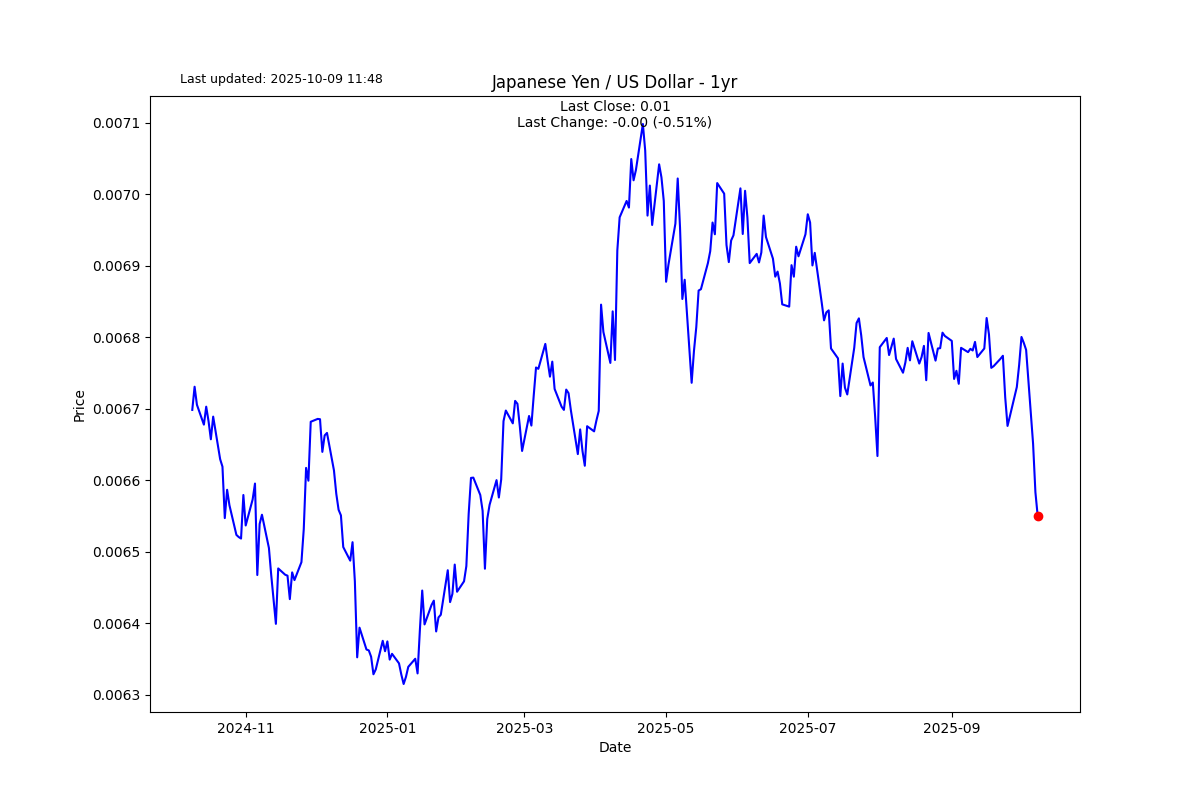 Last updated: 2025-10-09 11:48
Japanese Yen / US Dollar - 1yr
Last Close: 0.01
Last Change: -0.00 (-0.51%)
0.0071
0.0070
0.0069
0.0068
0.0067
0.0066
0.0065
0.0064
0.0063
Price
2024-11
2025-01
2025-03
2025-05
2025-07
2025-09
Date